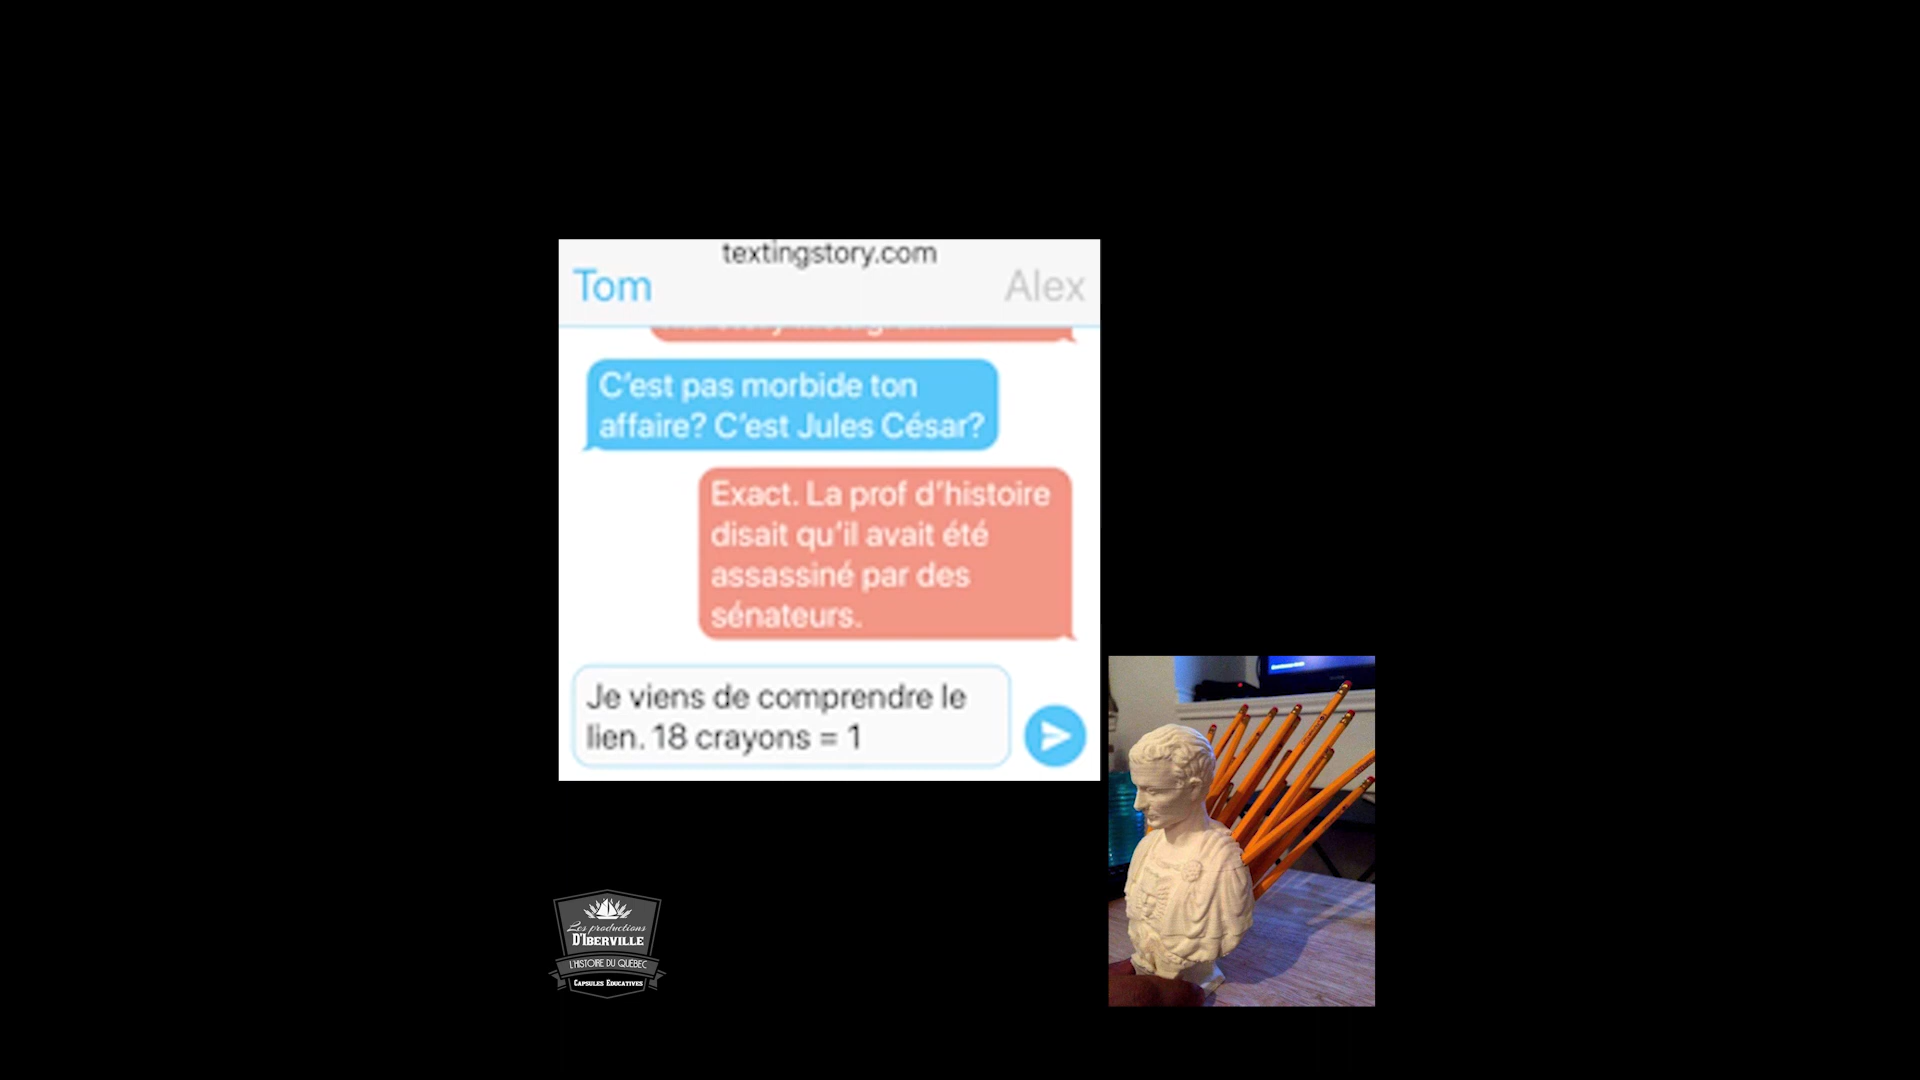 textingstory.com
Tom
Alex
C'est pas morbide ton
affaire? C'est Jules César?
Exact. La prof d'histoire
disait qu'il avait été
assassiné par des
sénateurs.
Je viens de comprendre le
lien. 18 crayons = 1
Les productions
D'IBERVILLE
L'HISTOIRE DU QUÉBEC
CAPSULES ÉDUCATIVES